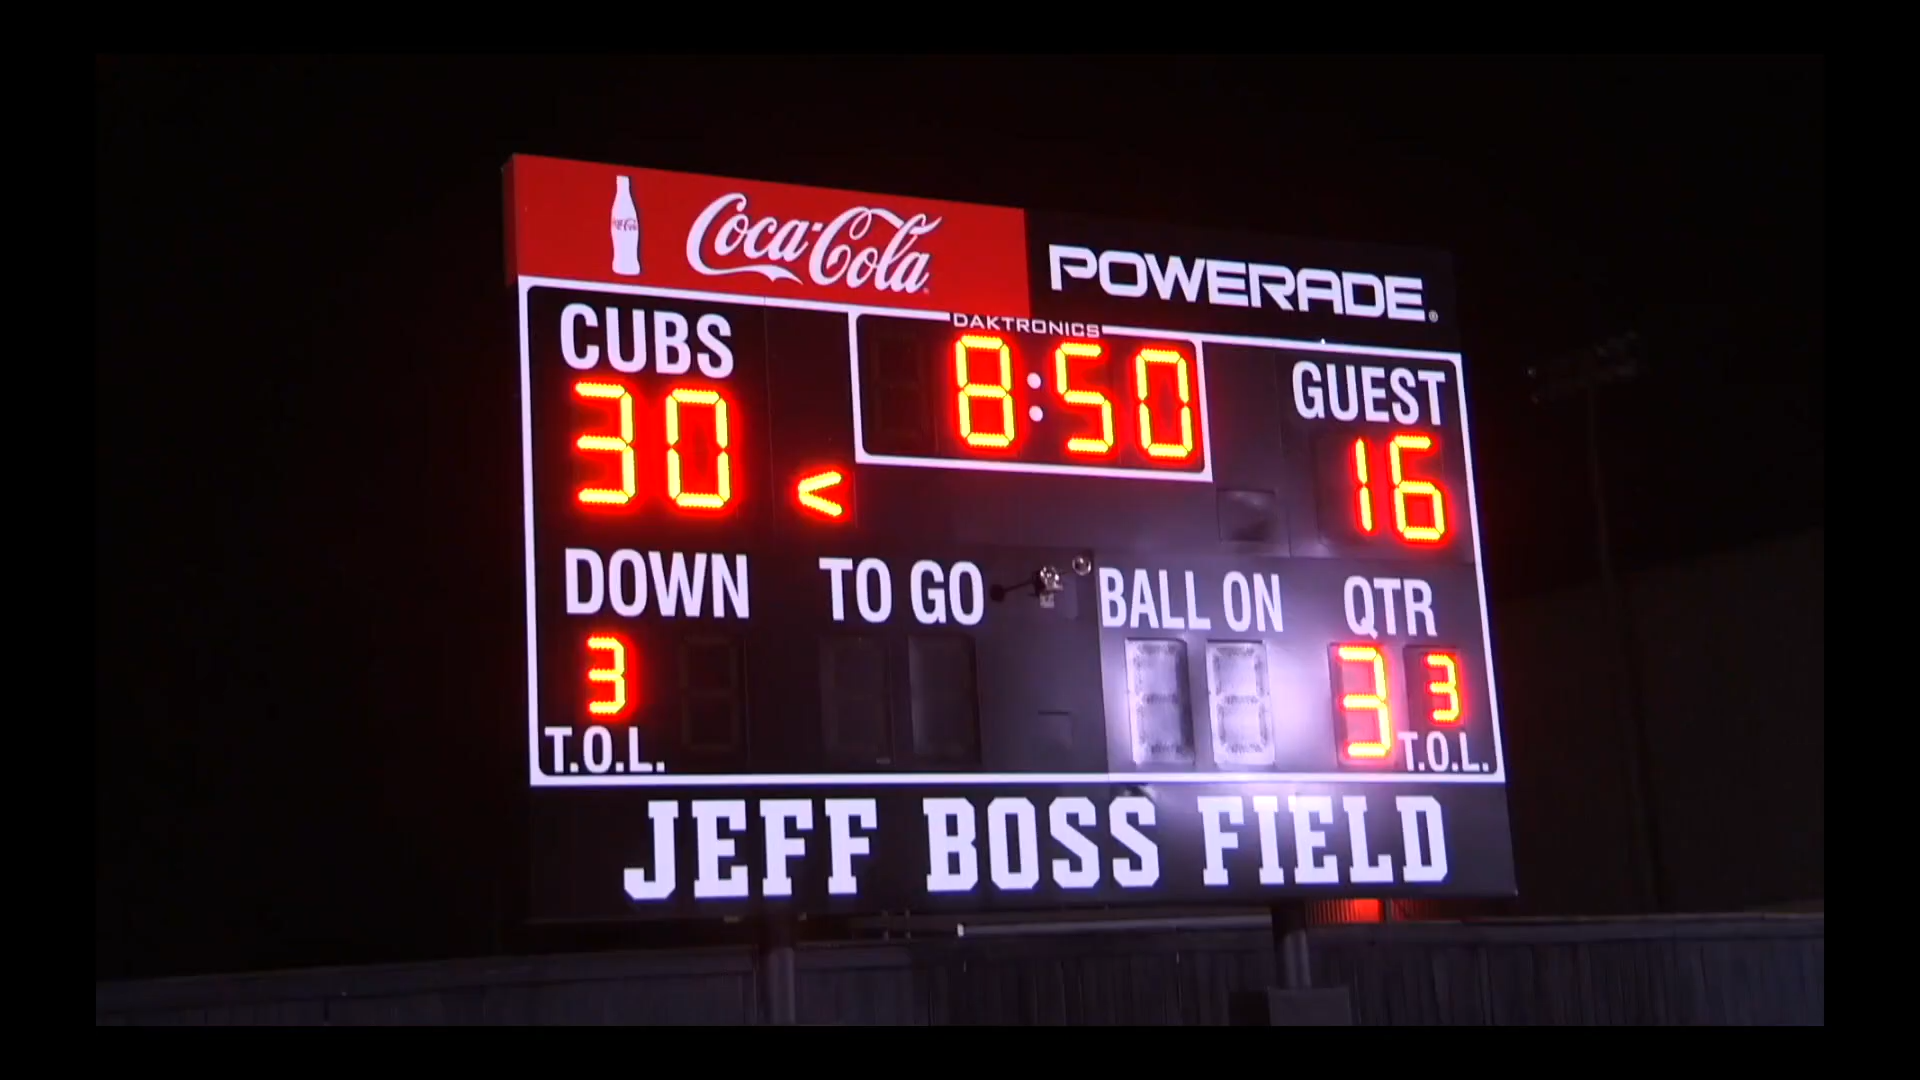 Coca-Cola
POWERADE
DAKTRONICS
CUBS
8:50
GUEST
30
<
16
DOWN
TO GO
BALL ON
QTR
3
3
3
T.O.L.
T.O.L.
JEFF BOSS FIELD